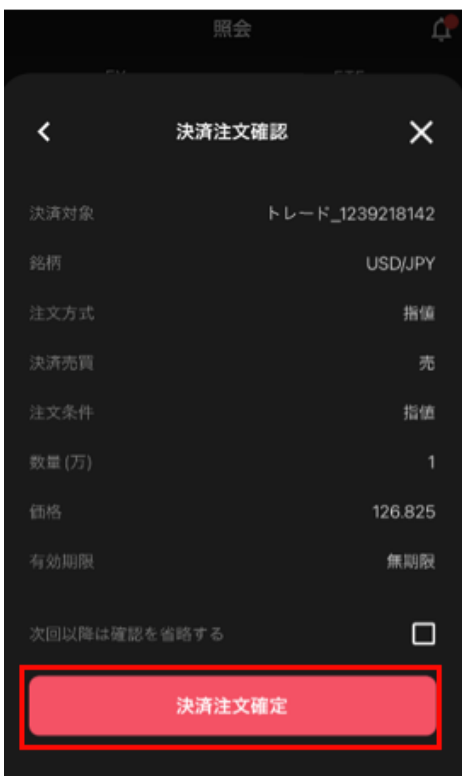 照会
決済注文確認
決済対象 トレード_1239218142
銘柄 USD/JPY
注文方式 指値
決済売買 売
注文条件 指値
数量(万) 1
価格 126.825
有効期限 無期限
次回以降は確認を省略する
決済注文確定